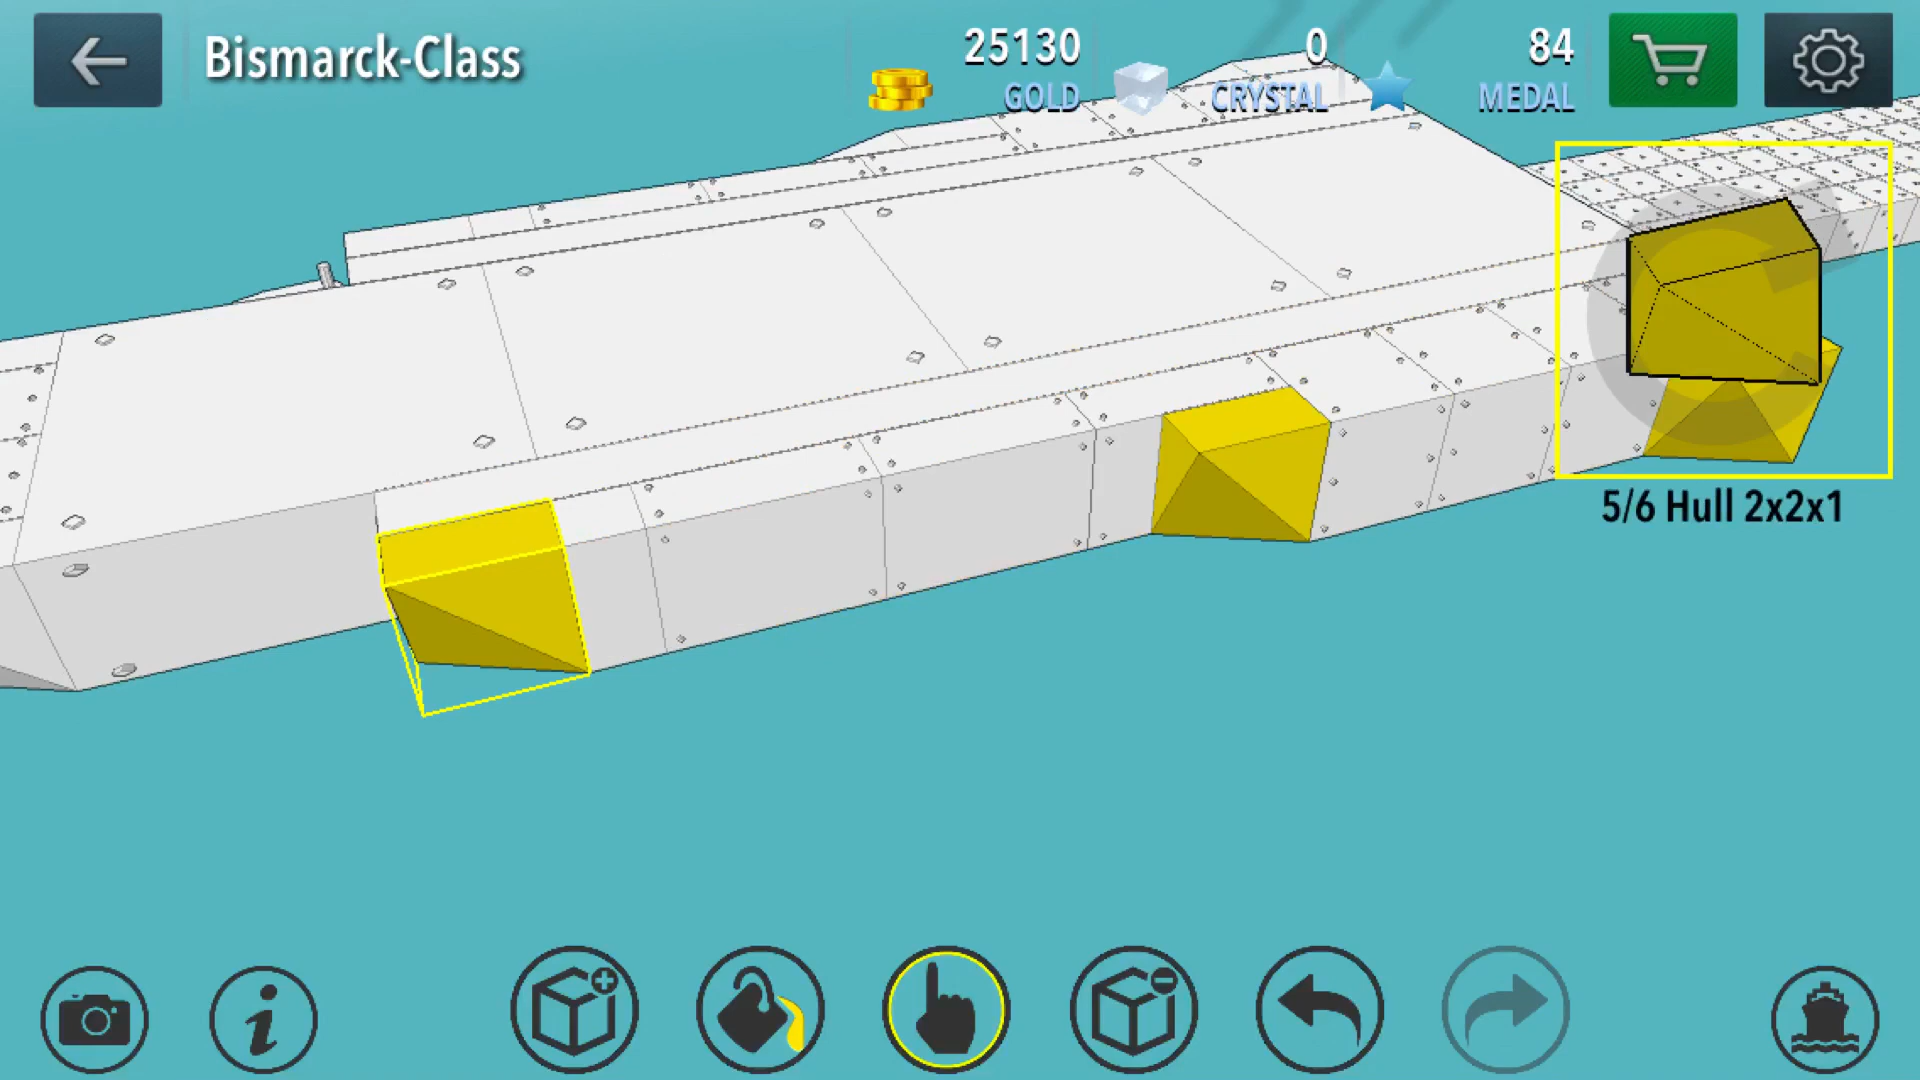 Bismarck-Class
25130
GOLD
0
CRYSTAL
84
MEDAL
5/6 Hull 2x2x1